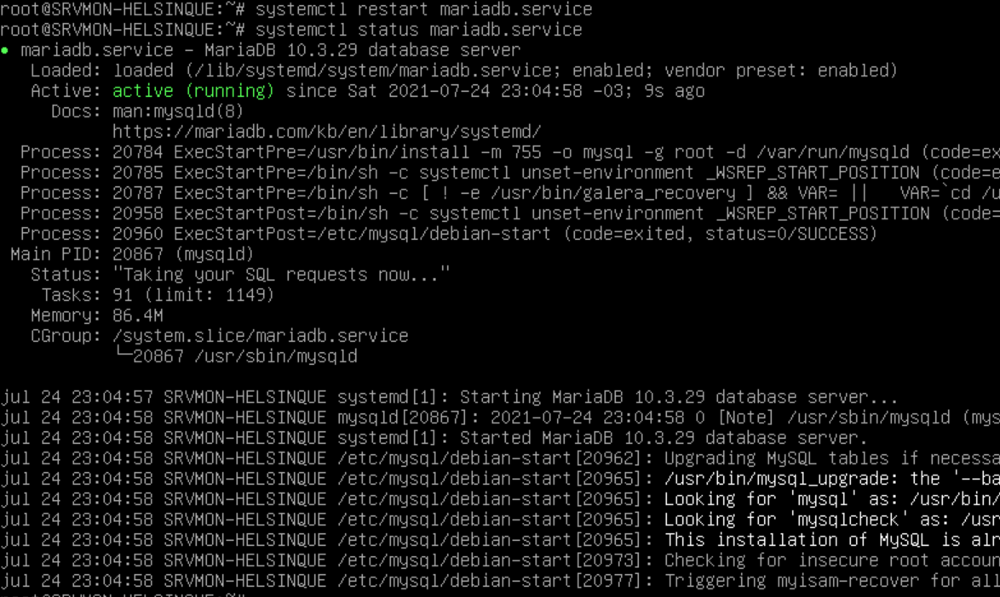 root@SRVMON-HELSINQUE:~# systemctl restart mariadb.service
root@SRVMON-HELSINQUE:~# systemctl status mariadb.service
● mariadb.service - MariaDB 10.3.29 database server
Loaded: loaded (/lib/systemd/system/mariadb.service; enabled; vendor preset: enabled)
Active: active (running) since Sat 2021-07-24 23:04:58 -03; 9s ago
Docs: man:mysqld(8)
https://mariadb.com/kb/en/library/systemd/
Process: 20784 ExecStartPre=/usr/bin/install -m 755 -o mysql -g root -d /var/run/mysqld (code=ex
Process: 20785 ExecStartPre=/bin/sh -c systemctl unset-environment _WSREP_START_POSITION (code=e
Process: 20787 ExecStartPre=/bin/sh -c [ ! -e /usr/bin/galera_recovery ] && VAR= || VAR=`cd /u
Process: 20958 ExecStartPost=/bin/sh -c systemctl unset-environment _WSREP_START_POSITION (code=
Process: 20960 ExecStartPost=/etc/mysql/debian-start (code=exited, status=0/SUCCESS)
Main PID: 20867 (mysqld)
Status: "Taking your SQL requests now..."
Tasks: 91 (limit: 1149)
Memory: 86.4M
CGroup: /system.slice/mariadb.service
└─20867 /usr/sbin/mysqld
jul 24 23:04:57 SRVMON-HELSINQUE systemd[1]: Starting MariaDB 10.3.29 database server...
jul 24 23:04:58 SRVMON-HELSINQUE mysqld[20867]: 2021-07-24 23:04:58 0 [Note] /usr/sbin/mysqld (mys
jul 24 23:04:58 SRVMON-HELSINQUE systemd[1]: Started MariaDB 10.3.29 database server.
jul 24 23:04:58 SRVMON-HELSINQUE /etc/mysql/debian-start[20962]: Upgrading MySQL tables if necessa
jul 24 23:04:58 SRVMON-HELSINQUE /etc/mysql/debian-start[20965]: /usr/bin/mysql_upgrade: the '--ba
jul 24 23:04:58 SRVMON-HELSINQUE /etc/mysql/debian-start[20965]: Looking for 'mysql' as: /usr/bin/
jul 24 23:04:58 SRVMON-HELSINQUE /etc/mysql/debian-start[20965]: Looking for 'mysqlcheck' as: /usr
jul 24 23:04:58 SRVMON-HELSINQUE /etc/mysql/debian-start[20965]: This installation of MySQL is alr
jul 24 23:04:58 SRVMON-HELSINQUE /etc/mysql/debian-start[20973]: Checking for insecure root accoun
jul 24 23:04:58 SRVMON-HELSINQUE /etc/mysql/debian-start[20977]: Triggering myisam-recover for all